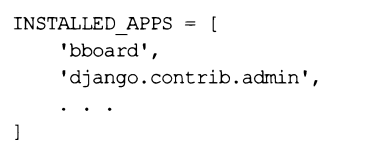 INSTALLED_APPS = [
    'bboard',
    'django.contrib.admin',
    . . .
]